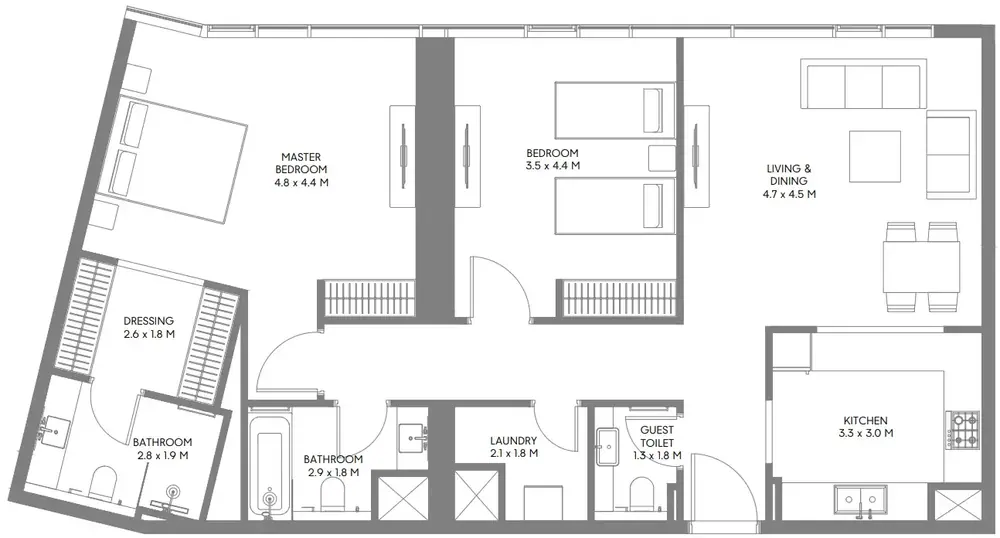 MASTER
BEDROOM
4.8 x 4.4 M
BEDROOM
3.5 x 4.4 M
LIVING &
DINING
4.7 x 4.5 M
DRESSING
2.6 x 1.8 M
BATHROOM
2.8 x 1.9 M
BATHROOM
2.9 x 1.8 M
LAUNDRY
2.1 x 1.8 M
GUEST
TOILET
1.3 x 1.8 M
KITCHEN
3.3 x 3.0 M